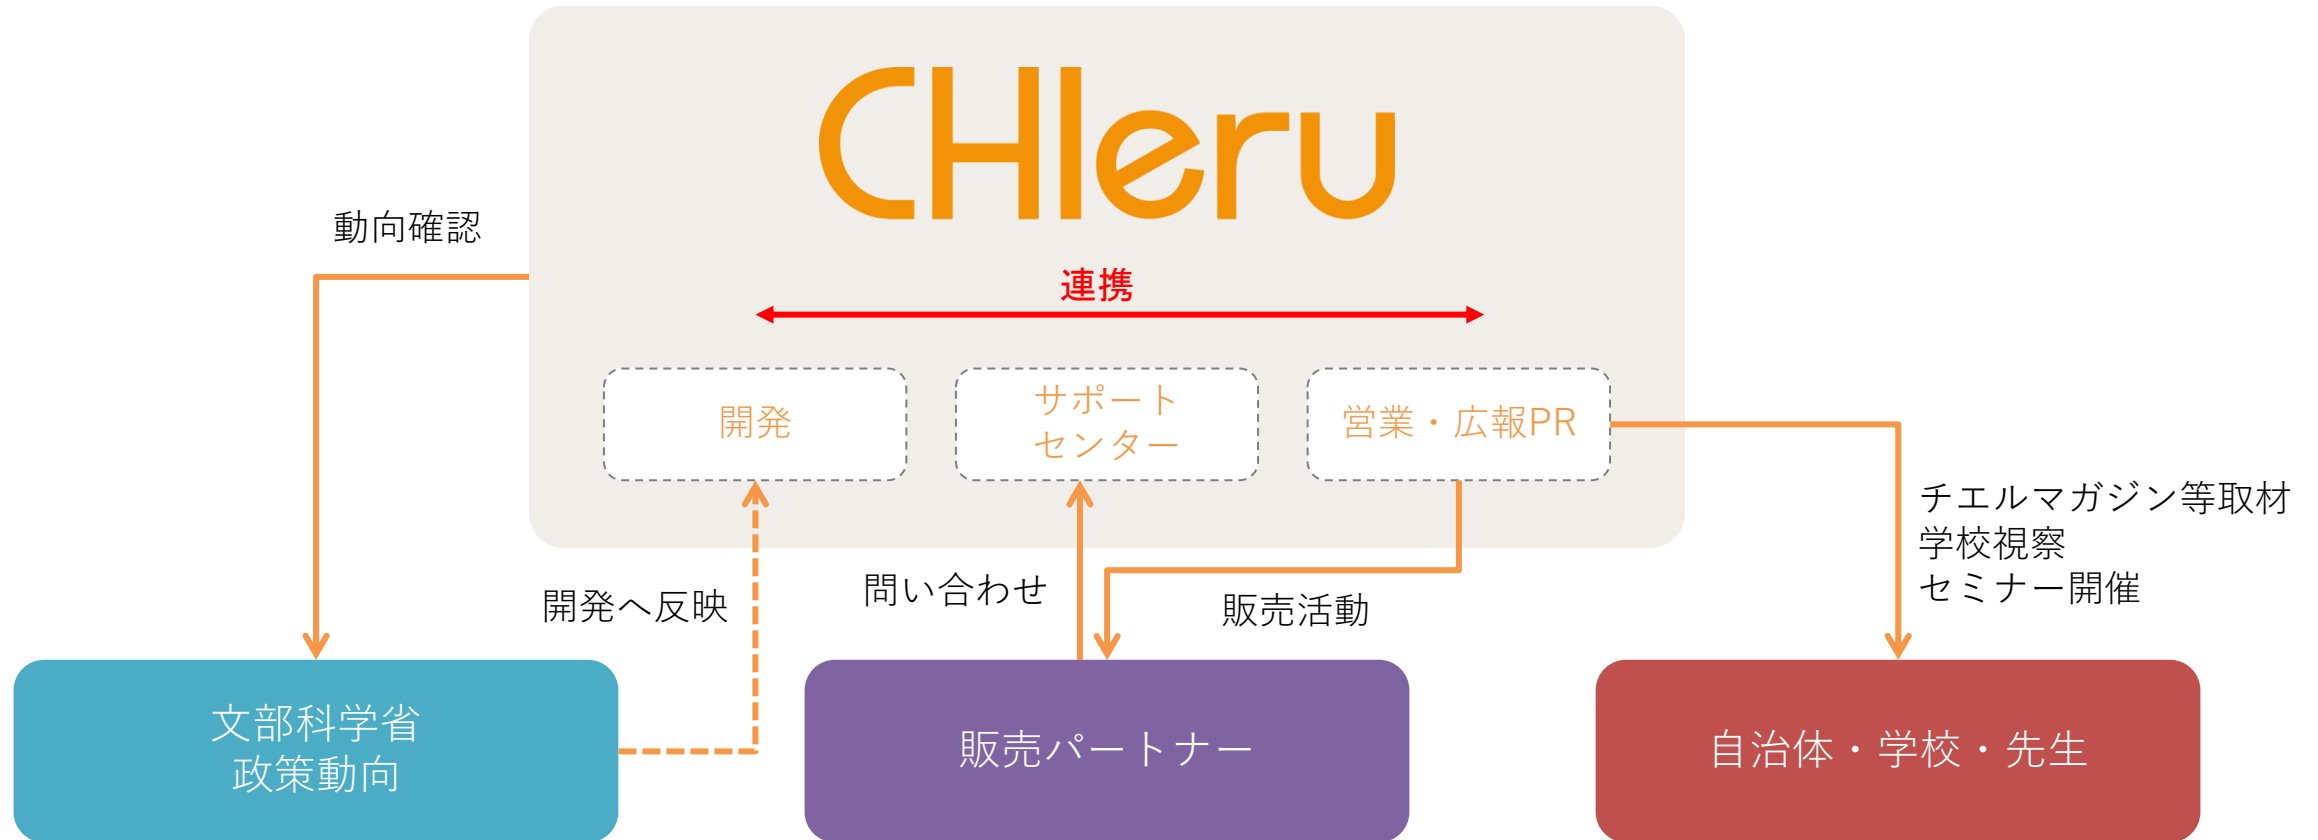 CHIeru
動向確認
連携
開発
サポート
センター
営業・広報PR
チエルマガジン等取材
学校視察
セミナー開催
開発へ反映
問い合わせ
販売活動
文部科学省
政策動向
販売パートナー
自治体・学校・先生